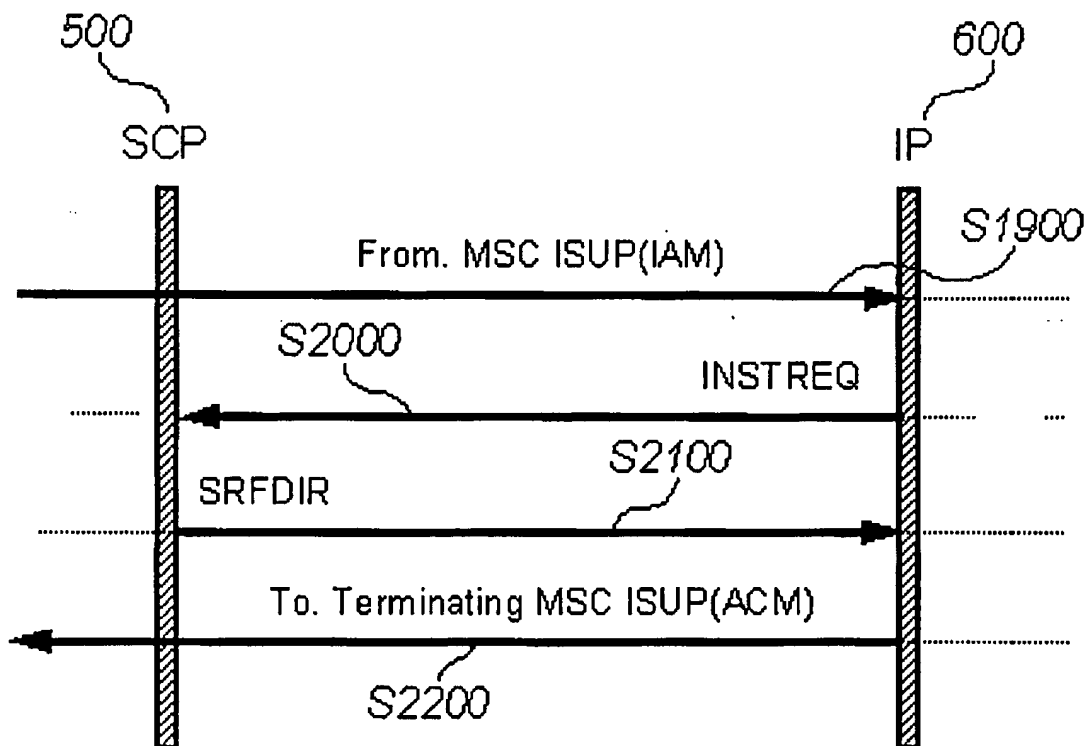 500
600
SCP
IP
S1900
From. MSC ISUP(IAM)
S2000
INSTREQ
S2100
SRFDIR
To. Terminating MSC ISUP(ACM)
S2200